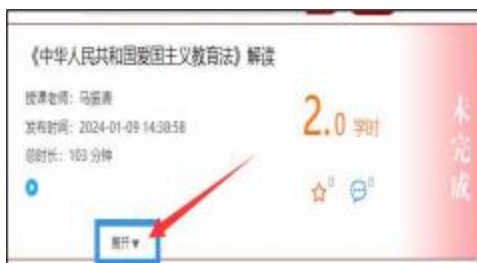 《中华人民共和国爱国主义教育法》解读
授课老师：马振清
发布时间：2024-01-09 14:38:58
总时长：103 分钟
2.0 学时
0 0
展开▼
未完成